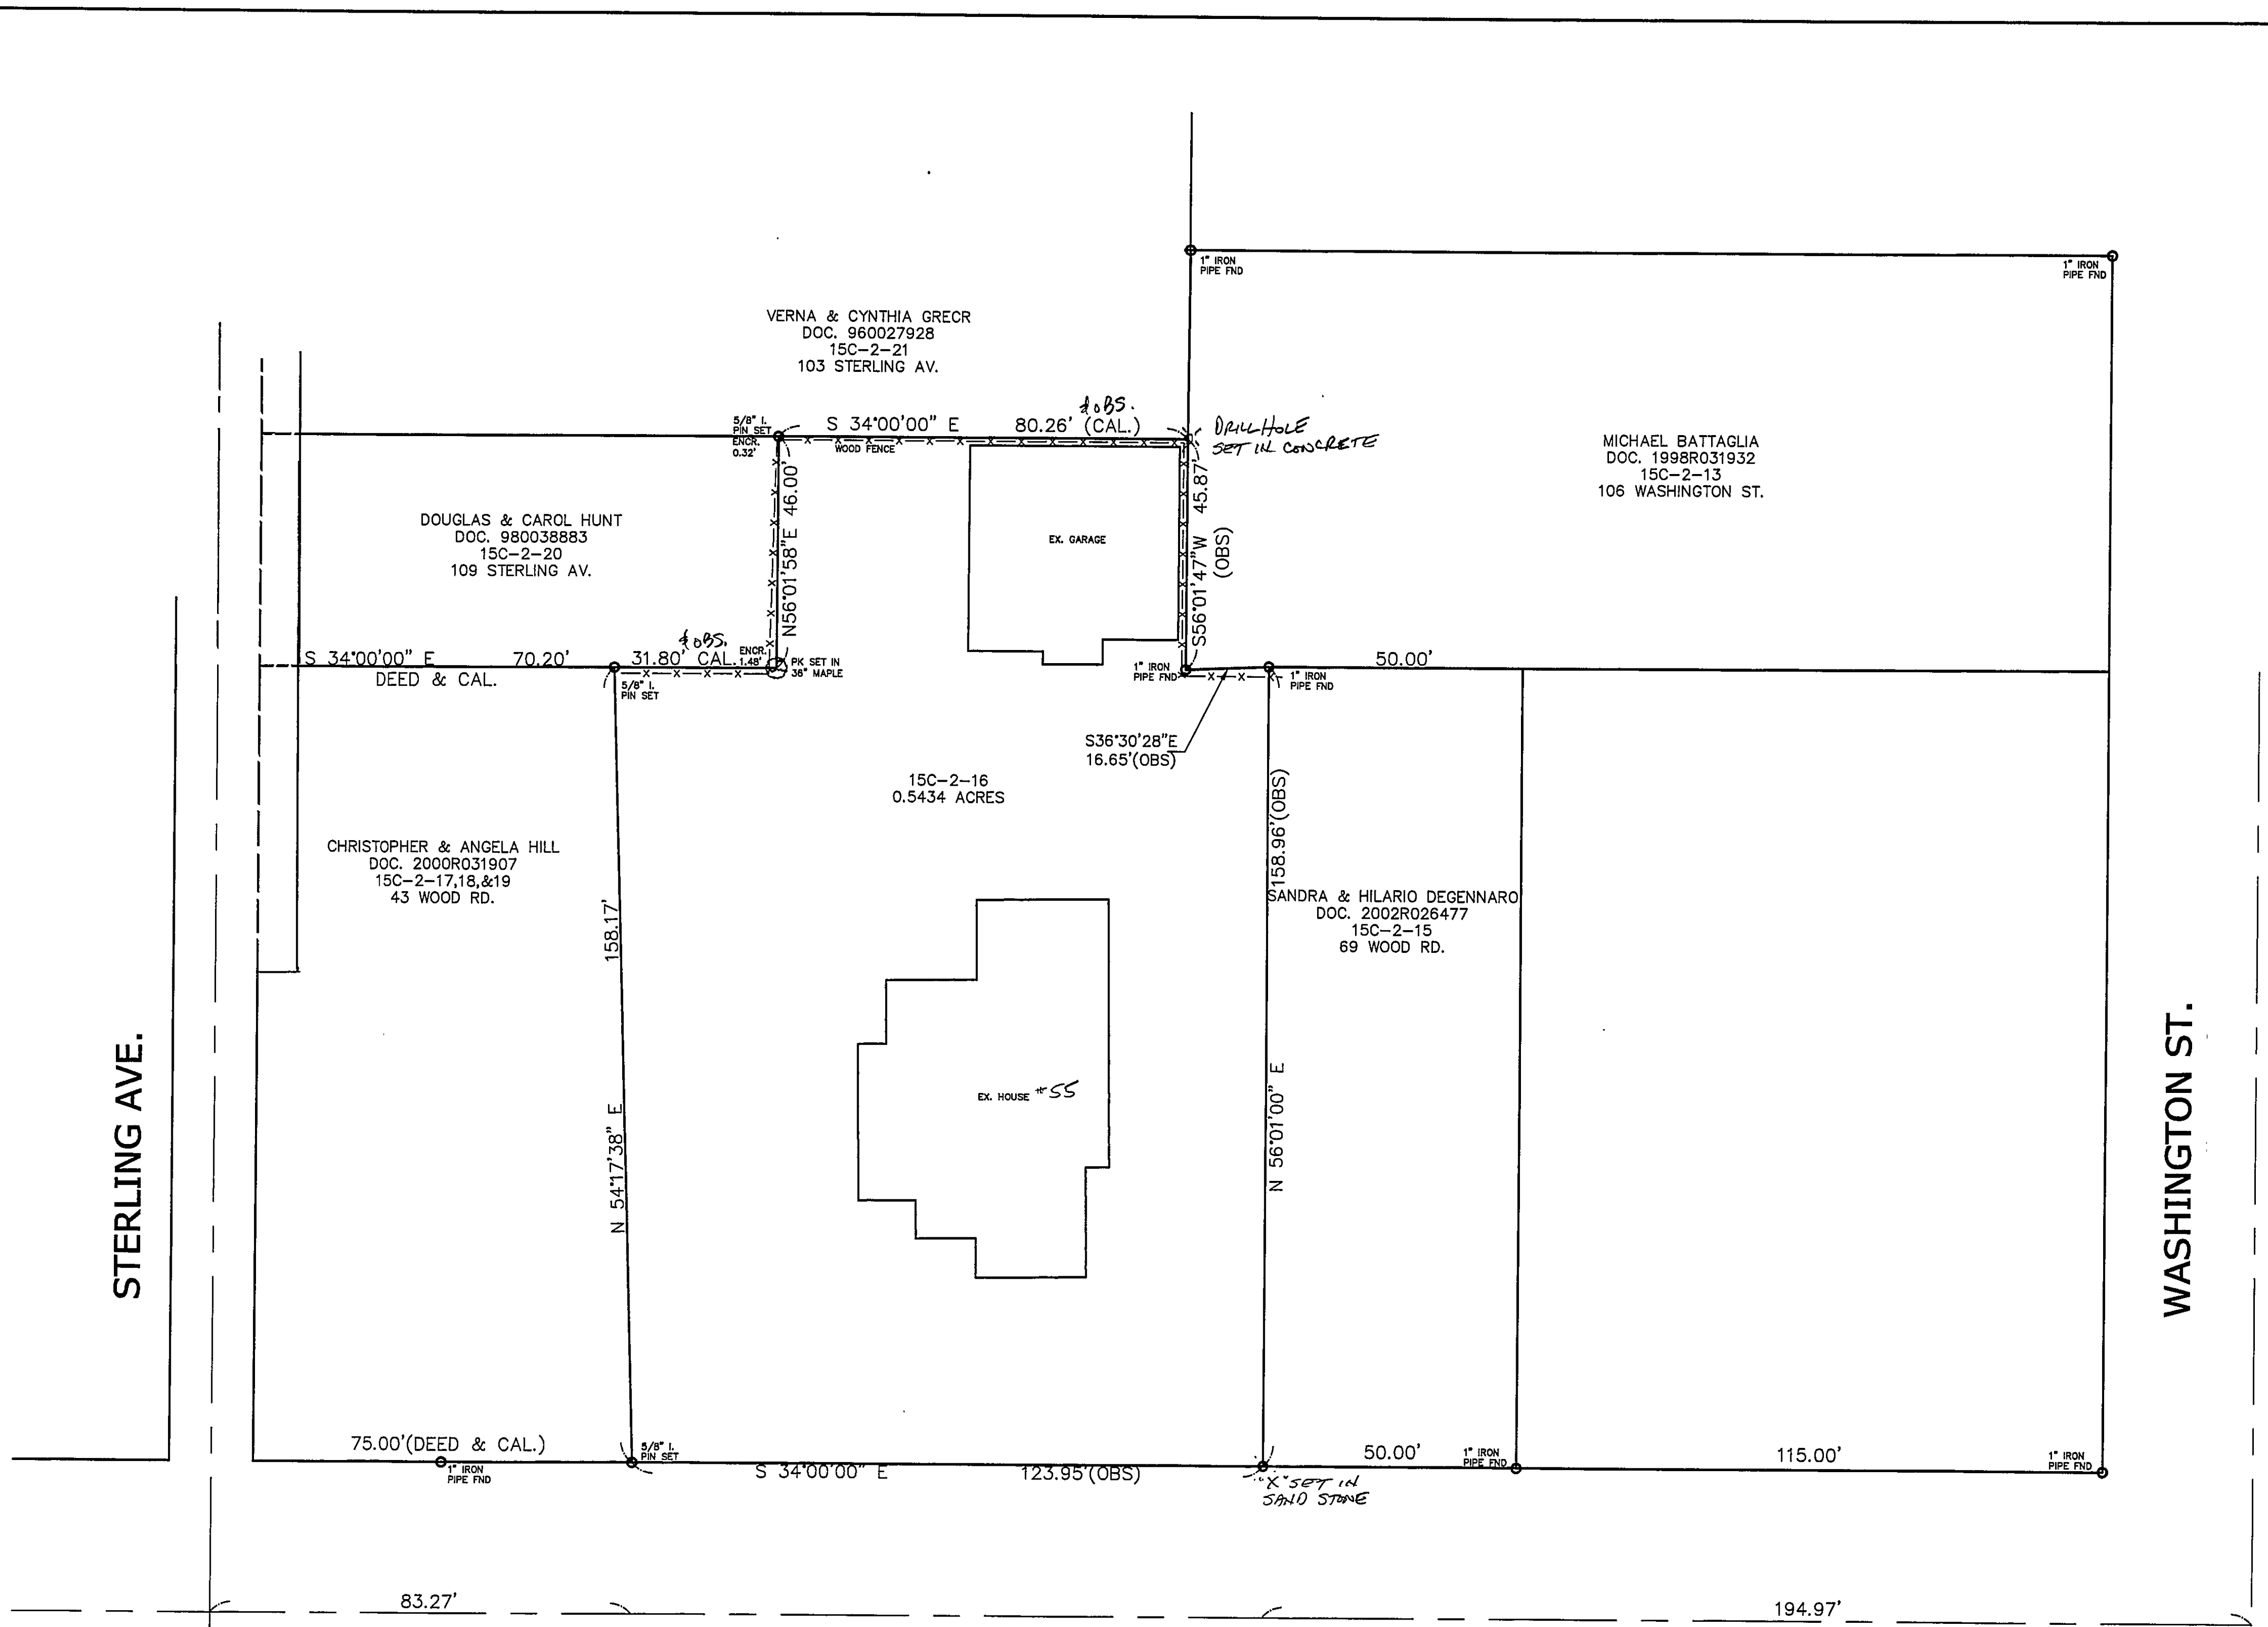 1" IRON
PIPE FND
1" IRON
PIPE FND
VERNA & CYNTHIA GRECR
DOC. 960027928
15C-2-21
103 STERLING AV.
& OBS.
5/8" I.
PIN SET
ENCR.
0.32'
S 34°00'00" E 80.26' (CAL.)
WOOD FENCE
DRILL HOLE
SET IN CONCRETE
MICHAEL BATTAGLIA
DOC. 1998R031932
15C-2-13
106 WASHINGTON ST.
DOUGLAS & CAROL HUNT
DOC. 980038883
15C-2-20
109 STERLING AV.
N56°01'58"E 46.00'
EX. GARAGE
S56°01'47"W 45.87'
(OBS)
& OBS.
S 34°00'00" E 70.20'
DEED & CAL.
31.80' CAL.
ENCR.
1.48'
PK SET IN
36" MAPLE
5/8" I.
PIN SET
1" IRON
PIPE FND
1" IRON
PIPE FND
50.00'
S36°30'28"E
16.65'(OBS)
15C-2-16
0.5434 ACRES
158.96'(OBS)
N 56°01'00" E
CHRISTOPHER & ANGELA HILL
DOC. 2000R031907
15C-2-17,18,&19
43 WOOD RD.
158.17'
N 54°17'38" E
SANDRA & HILARIO DEGENNARO
DOC. 2002R026477
15C-2-15
69 WOOD RD.
EX. HOUSE #55
STERLING AVE.
WASHINGTON ST.
75.00'(DEED & CAL.)
1" IRON
PIPE FND
5/8" I.
PIN SET
S 34°00'00" E 123.95'(OBS)
"X" SET IN
SAND STONE
50.00'
1" IRON
PIPE FND
115.00'
1" IRON
PIPE FND
83.27'
194.97'